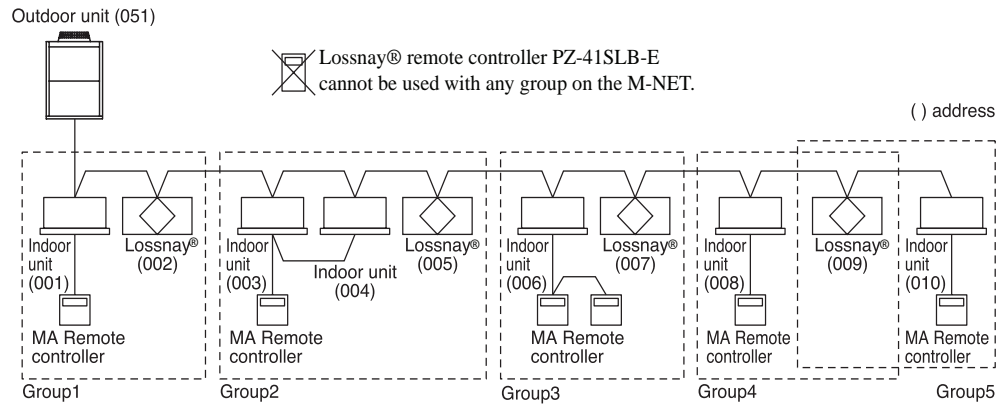 Outdoor unit (051)
Lossnay® remote controller PZ-41SLB-E
cannot be used with any group on the M-NET.
( ) address
Indoor
unit
(001)
Lossnay®
(002)
MA Remote
controller
Group1
Indoor
unit
(003)
Indoor unit
(004)
Lossnay®
(005)
MA Remote
controller
Group2
Indoor
unit
(006)
Lossnay®
(007)
MA Remote
controller
Group3
Indoor
unit
(008)
Lossnay®
(009)
MA Remote
controller
Group4
Indoor
unit
(010)
MA Remote
controller
Group5